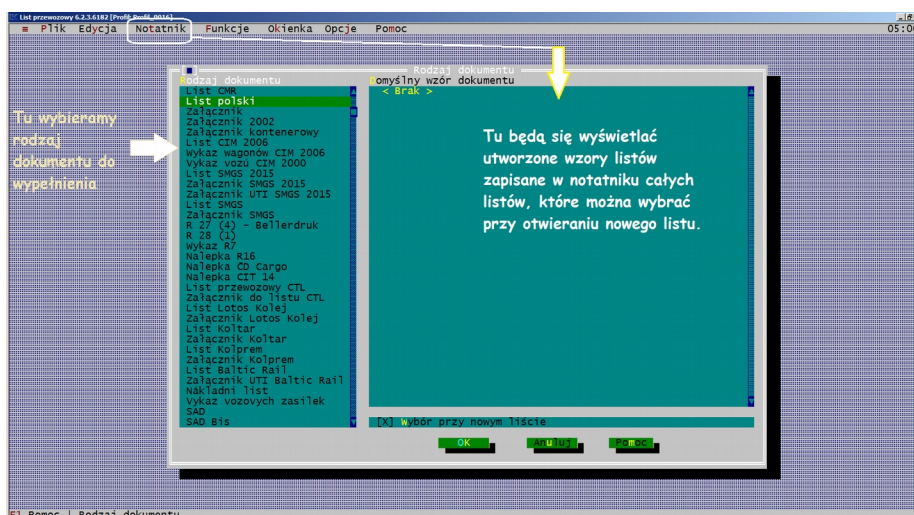 List przewozowy 6.2.3.6182 [Profil Profil_0016]
≡ Plik Edycja Notatnik Funkcje Okienka Opcje Pomoc
Rodzaj dokumentu
Rodzaj dokumentu
Domyślny wzór dokumentu
List CMR
List polski
Załącznik
Załącznik 2002
Załącznik kontenerowy
List CIM 2006
Wykaz wagonów CIM 2006
Vykaz vozů CIM 2000
List SMGS 2015
Załącznik SMGS 2015
Załącznik UTI SMGS 2015
List SMGS
Załącznik SMGS
R 27 (4) - Bellerdruk
R 28 (1)
Wykaz R7
Nalepka R16
Nalepka ČD Cargo
Nalepka CIT 14
List przewozowy CTL
Załącznik do listu CTL
List Lotos Kolej
Załącznik Lotos Kolej
List Koltar
Załącznik Koltar
List Kolprem
Załącznik Kolprem
List Baltic Rail
Załącznik UTI Baltic Rail
Nákladní list
Vykaz vozovych zasilek
SAD
SAD Bis
< Brak >
Tu wybieramy
rodzaj
dokumentu do
wypełnienia
Tu będą się wyświetlać
utworzone wzory listów
zapisane w notatniku całych
listów, które można wybrać
przy otwieraniu nowego listu.
[X] Wybór przy nowym liście
OK Anuluj Pomoc
F1 Pomoc | Rodzaj dokumentu